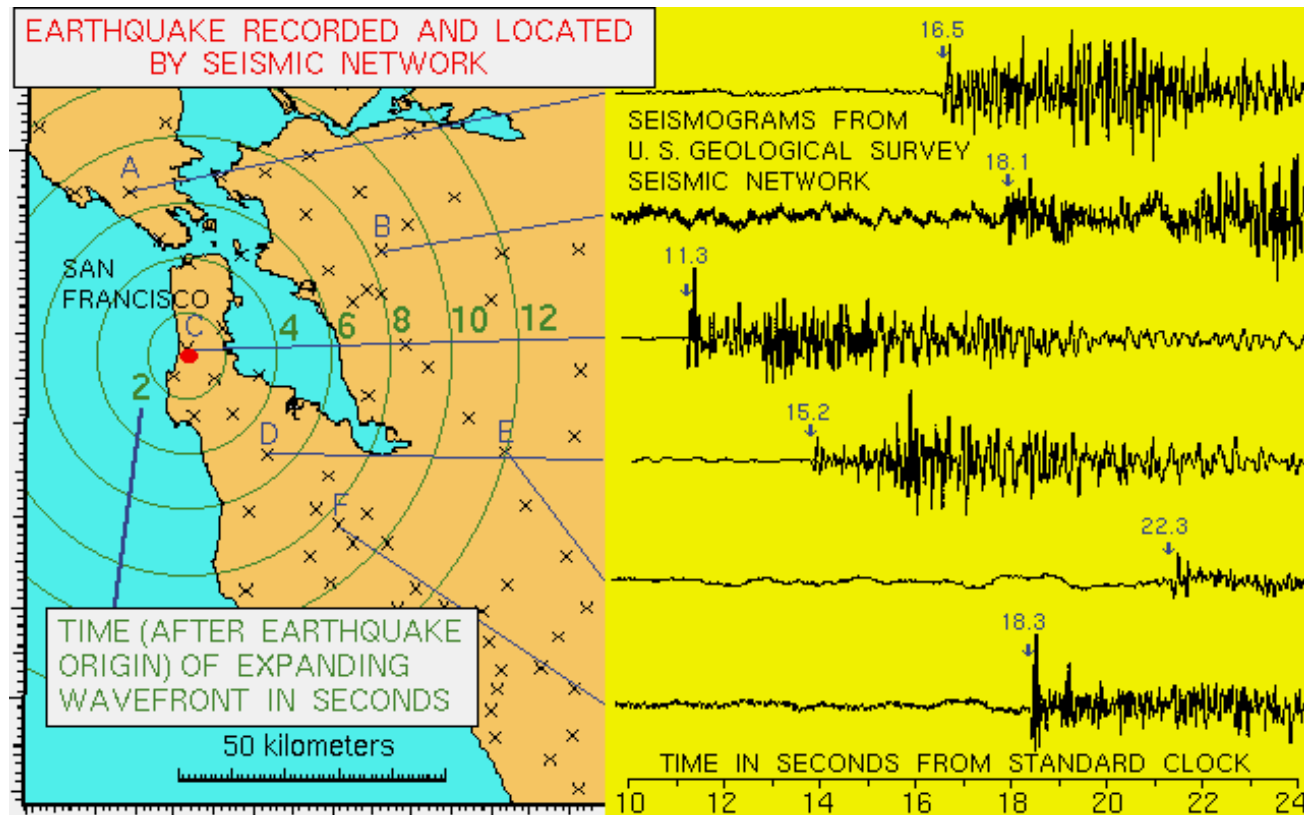 EARTHQUAKE RECORDED AND LOCATED
BY SEISMIC NETWORK
A
B
SAN
FRANCISCO
C
2
4
6
8
10
12
D
E
F
TIME (AFTER EARTHQUAKE
ORIGIN) OF EXPANDING
WAVEFRONT IN SECONDS
50 kilometers
16.5
SEISMOGRAMS FROM
U. S. GEOLOGICAL SURVEY
SEISMIC NETWORK
18.1
11.3
15.2
22.3
18.3
TIME IN SECONDS FROM STANDARD CLOCK
10 12 14 16 18 20 22 24